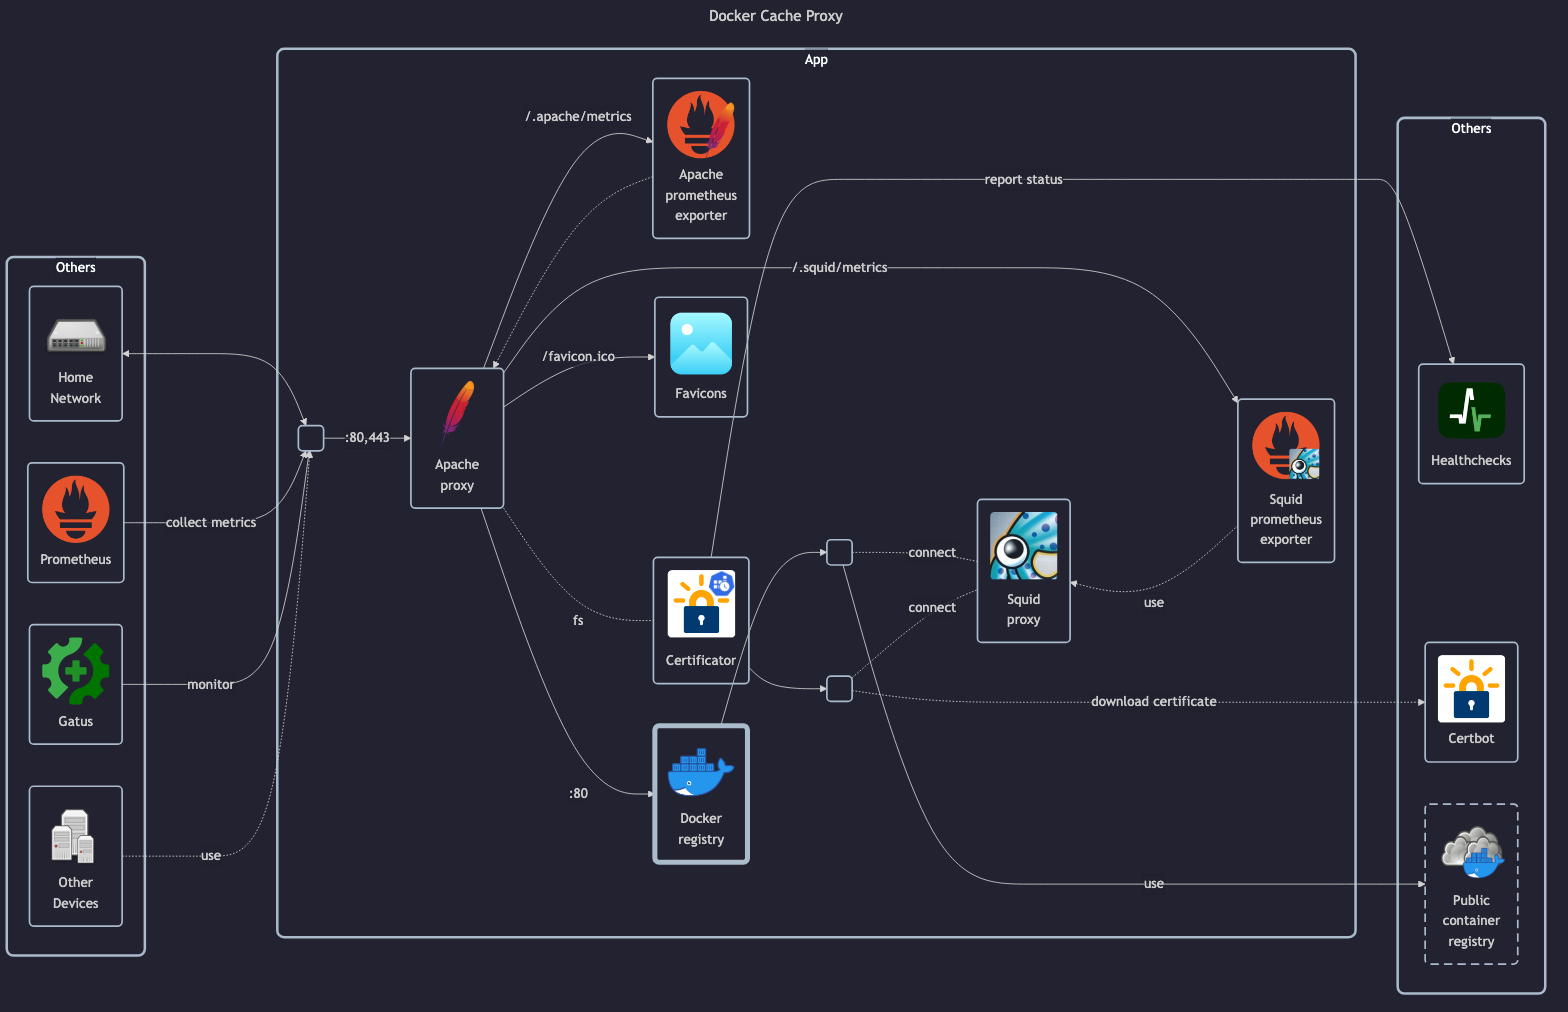 Docker Cache Proxy
App
Others
Home
Network
Prometheus
Gatus
Other
Devices
collect metrics
monitor
use
:80,443
Apache
proxy
/.apache/metrics
Apache
prometheus
exporter
/.squid/metrics
/favicon.ico
Favicons
report status
fs
Certificator
:80
Docker
registry
connect
connect
Squid
proxy
use
Squid
prometheus
exporter
download certificate
use
Others
Healthchecks
Certbot
Public
container
registry